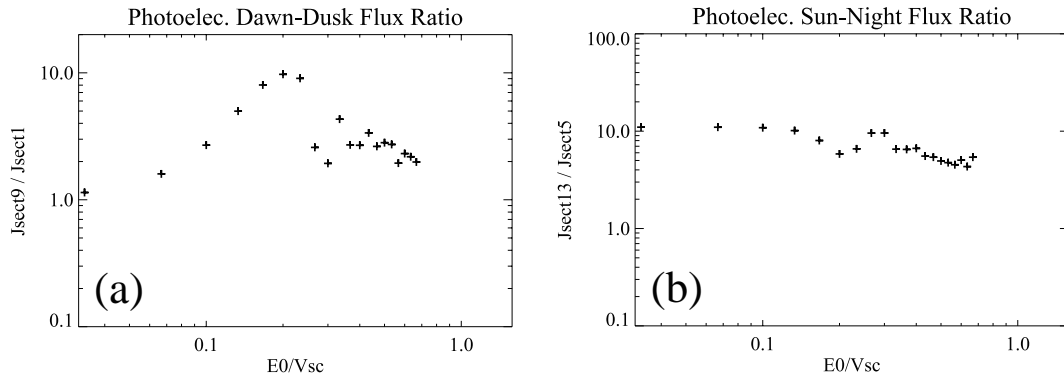 Photoelec. Dawn-Dusk Flux Ratio
10.0
1.0
0.1
Jsect9 / Jsect1
(a)
0.1
1.0
E0/Vsc
Photoelec. Sun-Night Flux Ratio
100.0
10.0
1.0
0.1
Jsect13 / Jsect5
(b)
0.1
1.0
E0/Vsc